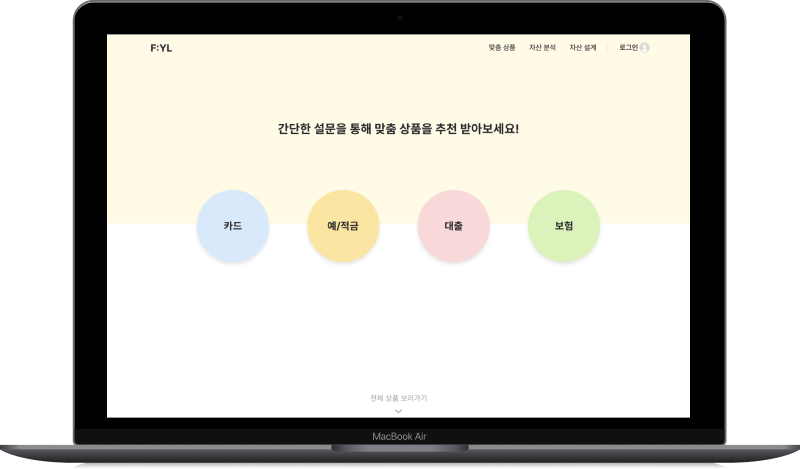 F:YL
맞춤 상품 자산 분석 자산 설계 로그인
간단한 설문을 통해 맞춤 상품을 추천 받아보세요!
카드 예/적금 대출 보험
전체 상품 보러가기
MacBook Air